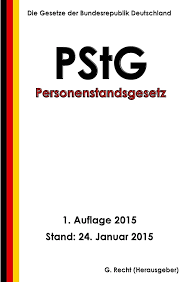 Die Gesetze der Bundesrepublik Deutschland
PStG
Personenstandsgesetz
1. Auflage 2015
Stand: 24. Januar 2015
G. Recht (Herausgeber)